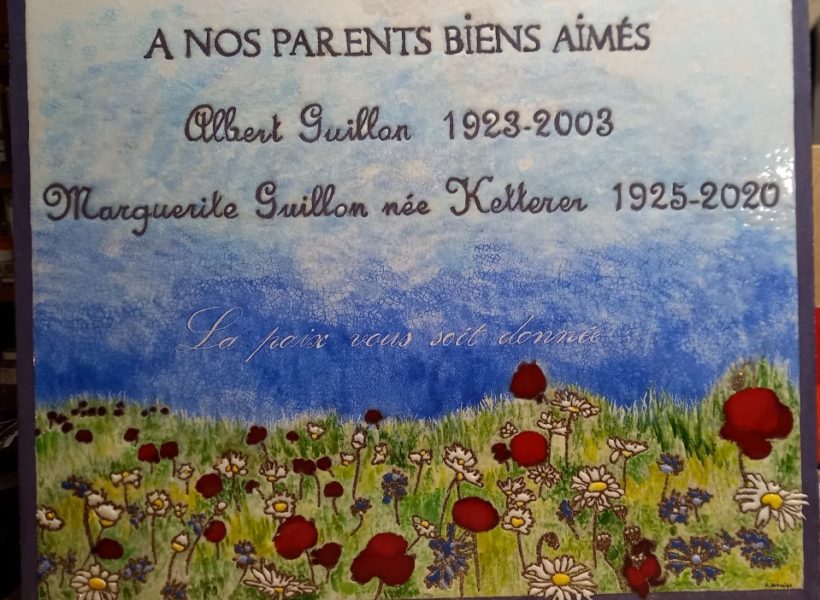 A NOS PARENTS BIENS AIMÉS
Albert Guillon 1923-2003
Marguerite Guillon née Ketterer 1925-2020
La paix vous soit donnée